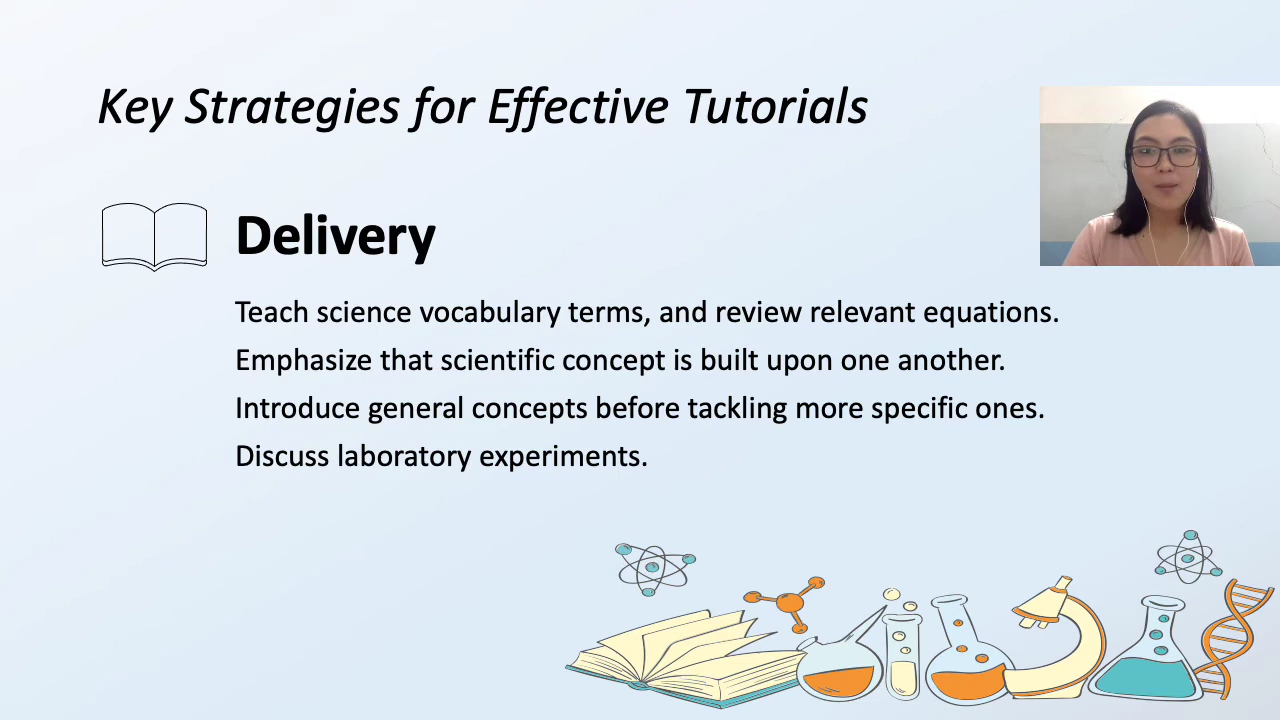 Key Strategies for Effective Tutorials
Delivery
Teach science vocabulary terms, and review relevant equations.
Emphasize that scientific concept is built upon one another.
Introduce general concepts before tackling more specific ones.
Discuss laboratory experiments.